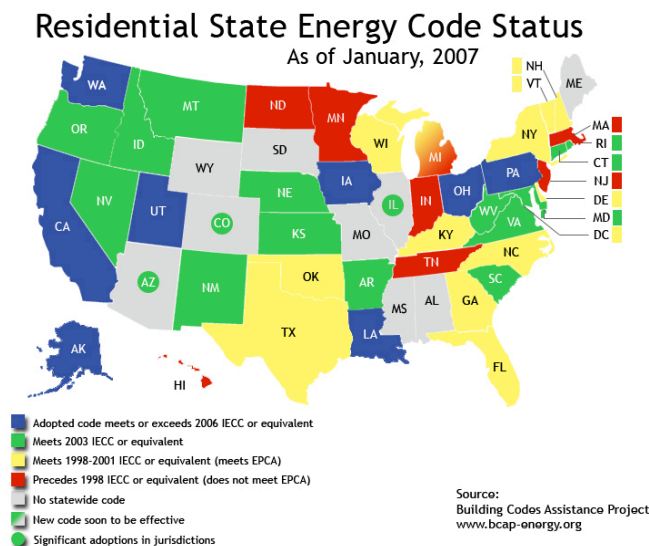 Residential State Energy Code Status
As of January, 2007
WA
MT
ND
MN
ME
NH
VT
OR
ID
WY
SD
WI
MI
NY
MA
RI
CT
NJ
DE
MD
DC
NV
UT
CO
NE
IA
IL
IN
OH
PA
WV
VA
CA
KS
MO
KY
NC
TN
AZ
NM
OK
AR
SC
MS
AL
GA
TX
LA
FL
AK
HI
Adopted code meets or exceeds 2006 IECC or equivalent
Meets 2003 IECC or equivalent
Meets 1998-2001 IECC or equivalent (meets EPCA)
Precedes 1998 IECC or equivalent (does not meet EPCA)
No statewide code
New code soon to be effective
Significant adoptions in jurisdictions
Source:
Building Codes Assistance Project
www.bcap-energy.org